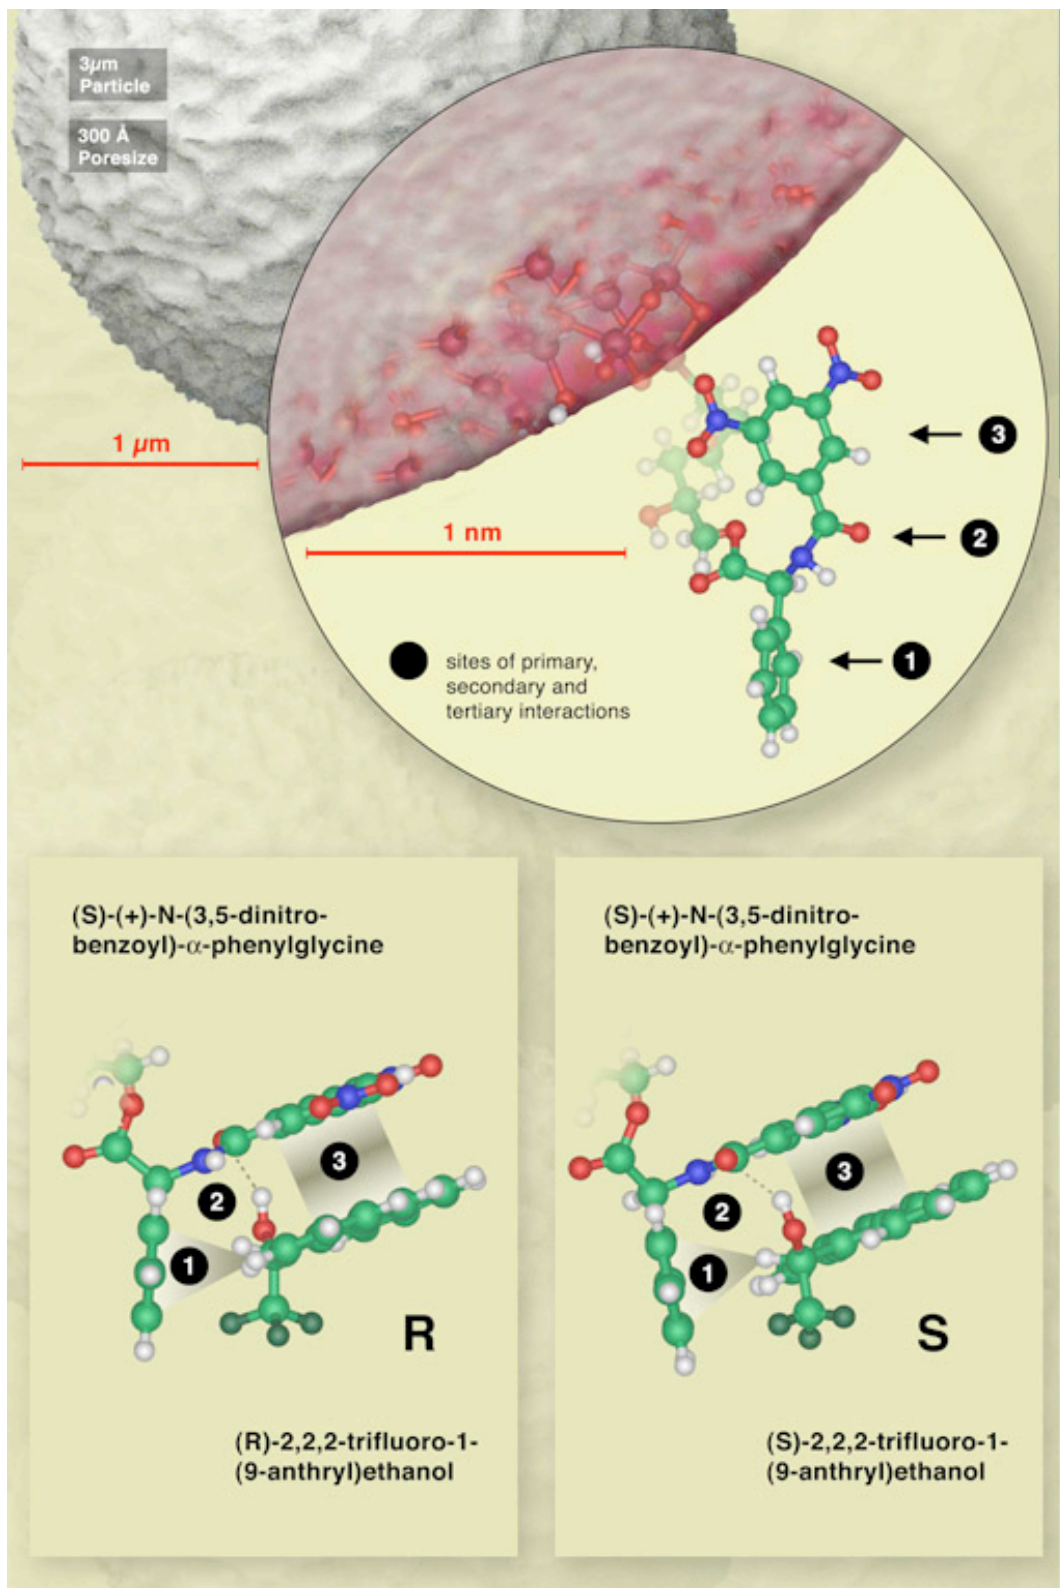 3µm
Particle
300 Å
Poresize
1 µm
1 nm
3
2
1
sites of primary,
secondary and
tertiary interactions
(S)-(+)-N-(3,5-dinitro-
benzoyl)-α-phenylglycine
3
2
1
R
(R)-2,2,2-trifluoro-1-
(9-anthryl)ethanol
(S)-(+)-N-(3,5-dinitro-
benzoyl)-α-phenylglycine
3
2
1
S
(S)-2,2,2-trifluoro-1-
(9-anthryl)ethanol